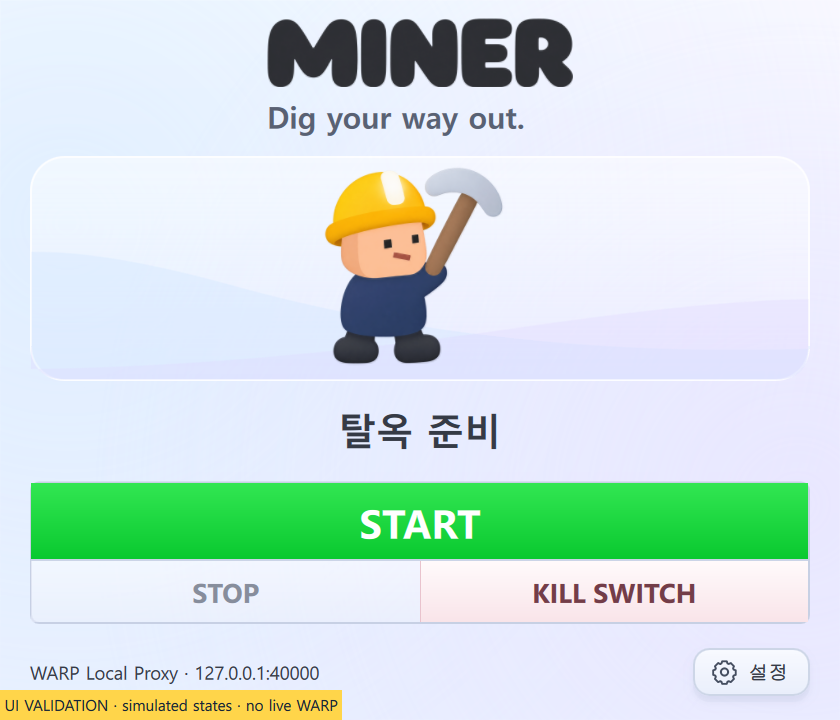 MINER
Dig your way out.
탈옥 준비
START
STOP
KILL SWITCH
WARP Local Proxy · 127.0.0.1:40000
설정
UI VALIDATION · simulated states · no live WARP